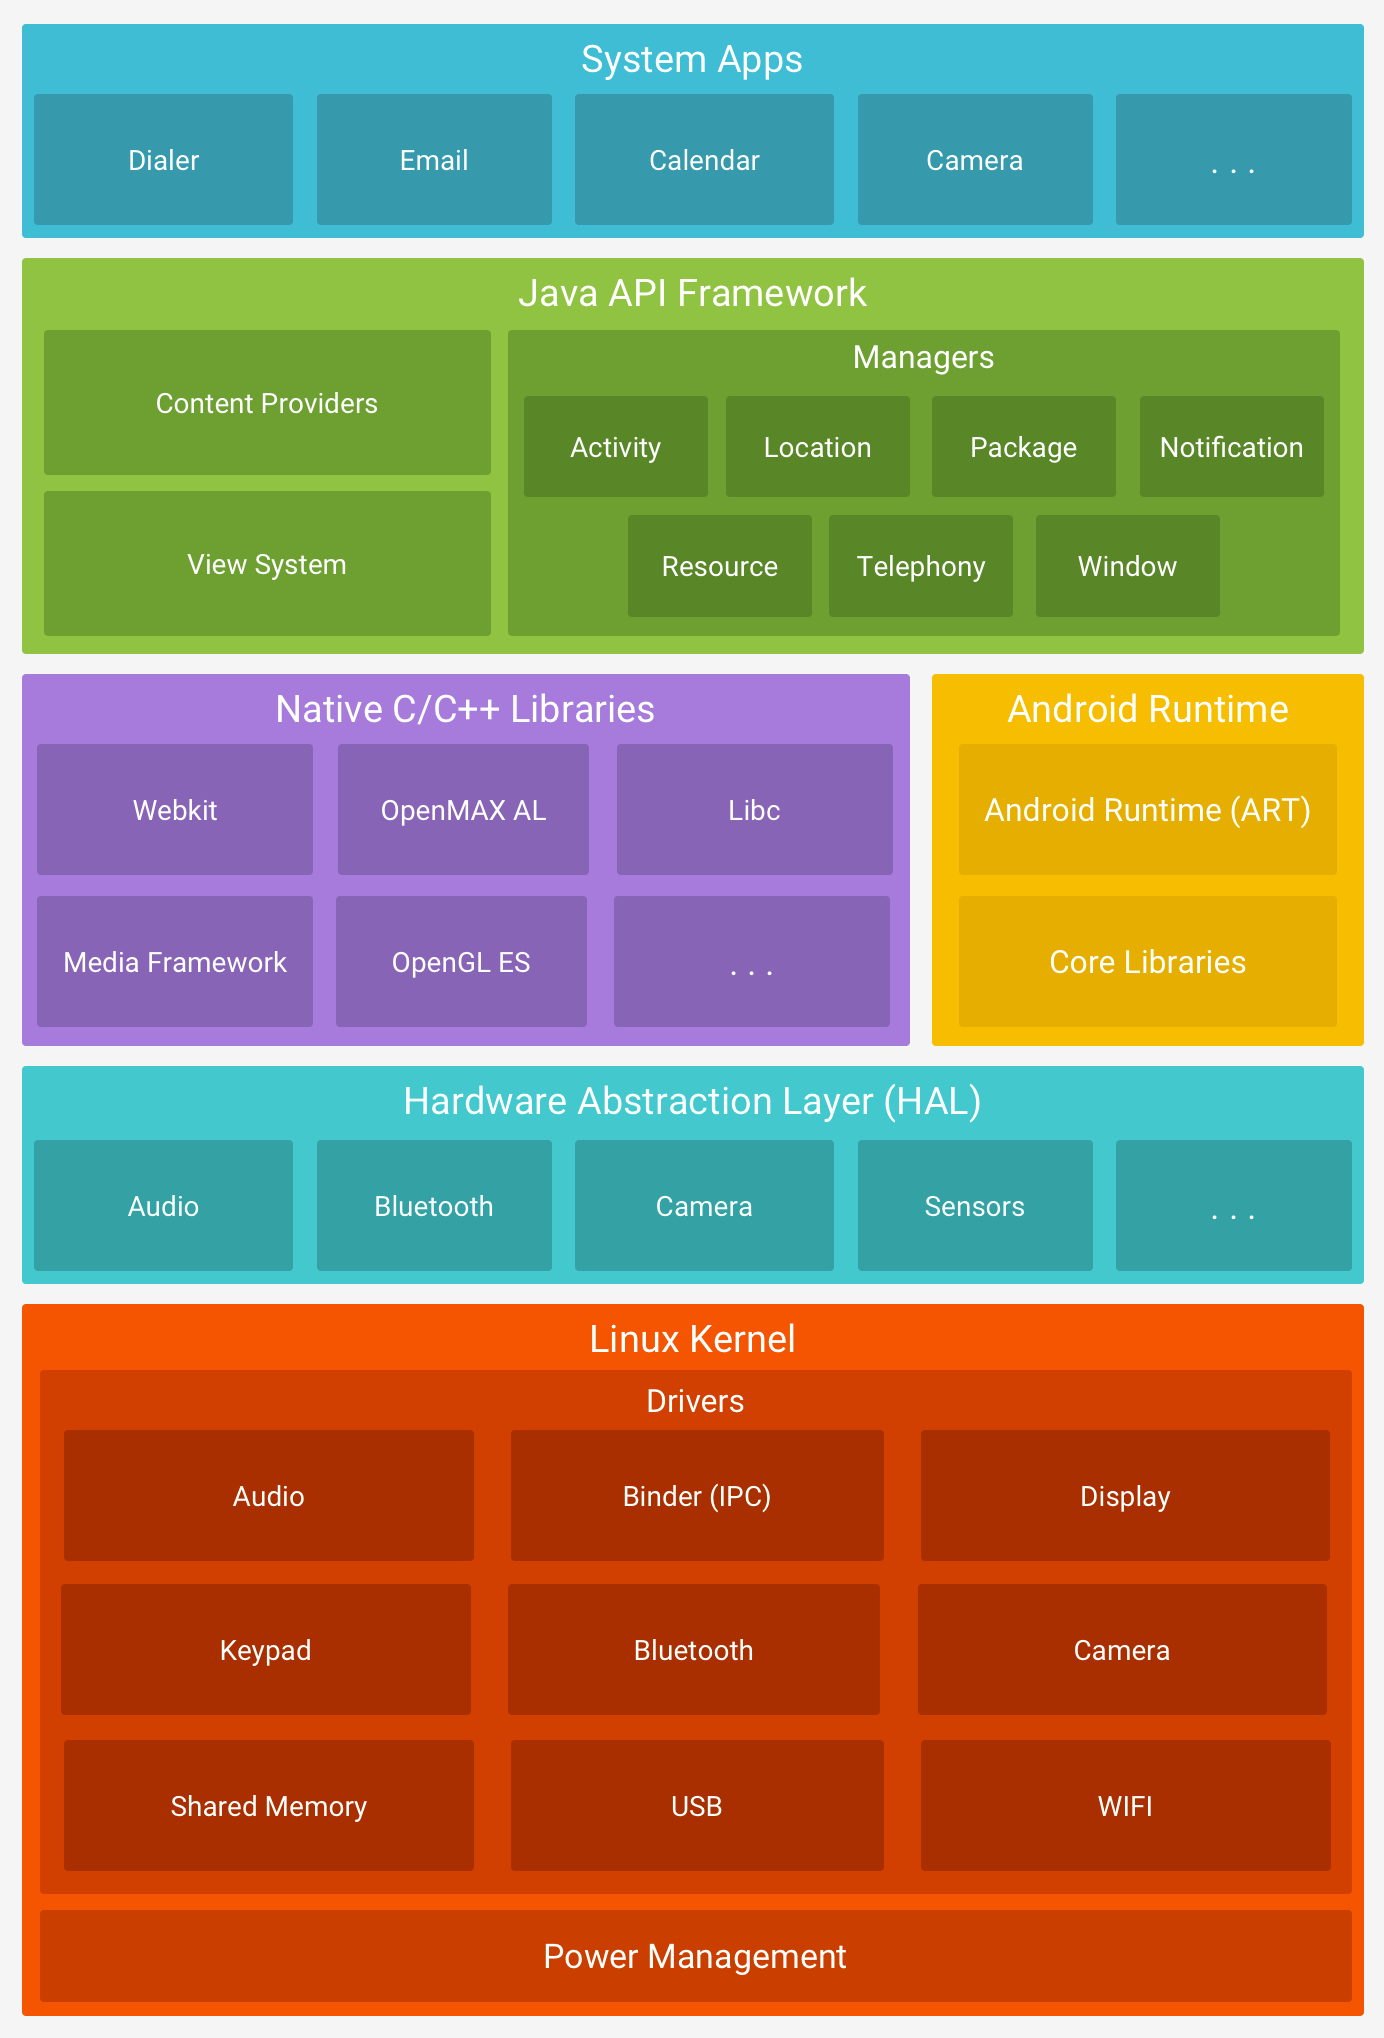 System Apps
Dialer
Email
Calendar
Camera
. . .
Java API Framework
Content Providers
View System
Managers
Activity
Location
Package
Notification
Resource
Telephony
Window
Native C/C++ Libraries
Webkit
OpenMAX AL
Libc
Media Framework
OpenGL ES
. . .
Android Runtime
Android Runtime (ART)
Core Libraries
Hardware Abstraction Layer (HAL)
Audio
Bluetooth
Camera
Sensors
. . .
Linux Kernel
Drivers
Audio
Binder (IPC)
Display
Keypad
Bluetooth
Camera
Shared Memory
USB
WIFI
Power Management